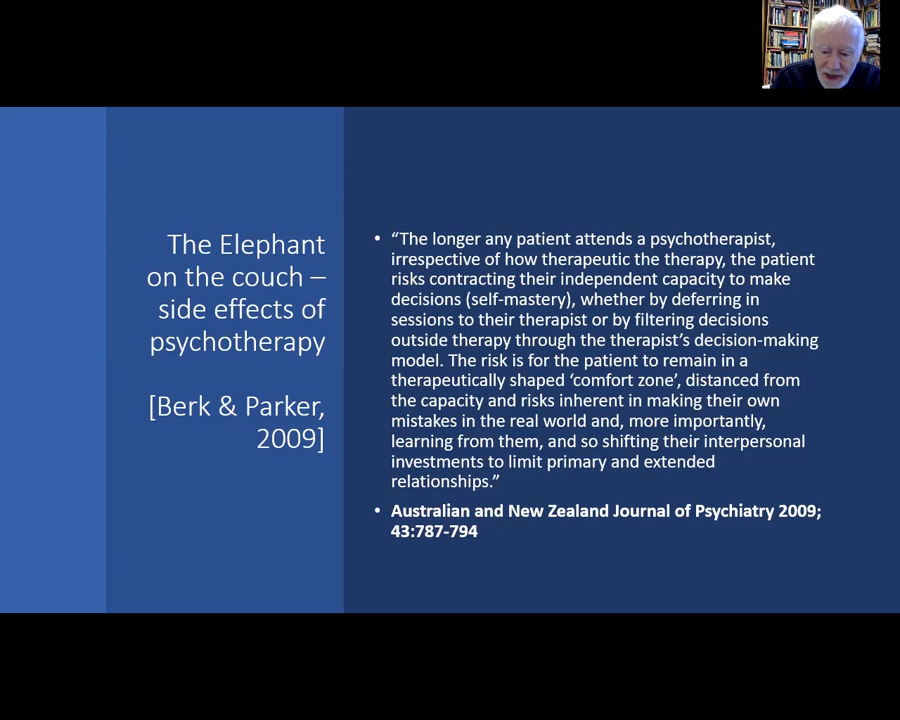 The Elephant
on the couch –
side effects of
psychotherapy
[Berk & Parker,
2009]
• “The longer any patient attends a psychotherapist,
irrespective of how therapeutic the therapy, the patient
risks contracting their independent capacity to make
decisions (self-mastery), whether by deferring in
sessions to their therapist or by filtering decisions
outside therapy through the therapist’s decision-making
model. The risk is for the patient to remain in a
therapeutically shaped ‘comfort zone’, distanced from
the capacity and risks inherent in making their own
mistakes in the real world and, more importantly,
learning from them, and so shifting their interpersonal
investments to limit primary and extended
relationships.”
• Australian and New Zealand Journal of Psychiatry 2009;
43:787-794